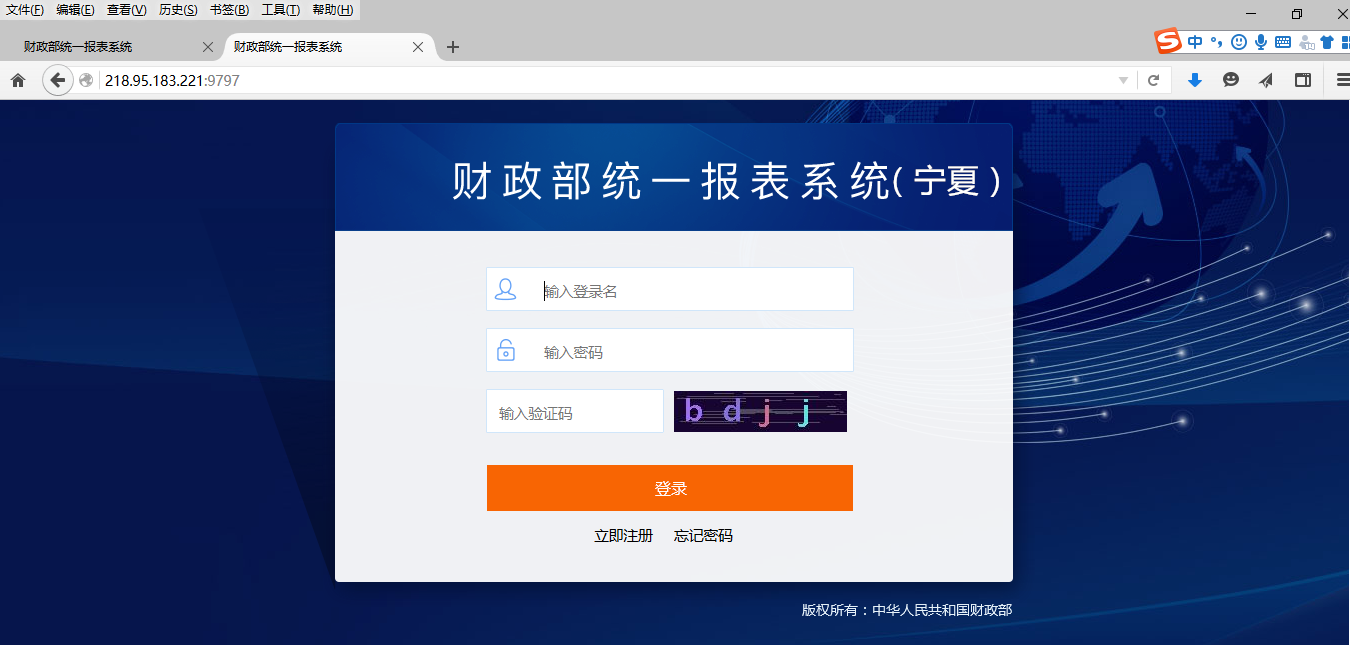 文件(F) 编辑(E) 查看(V) 历史(S) 书签(B) 工具(T) 帮助(H)
财政部统一报表系统 财政部统一报表系统
S 中
218.95.183.221:9797
财政部统一报表系统(宁夏)
输入登录名
输入密码
输入验证码 b d j j
登录
立即注册 忘记密码
版权所有：中华人民共和国财政部